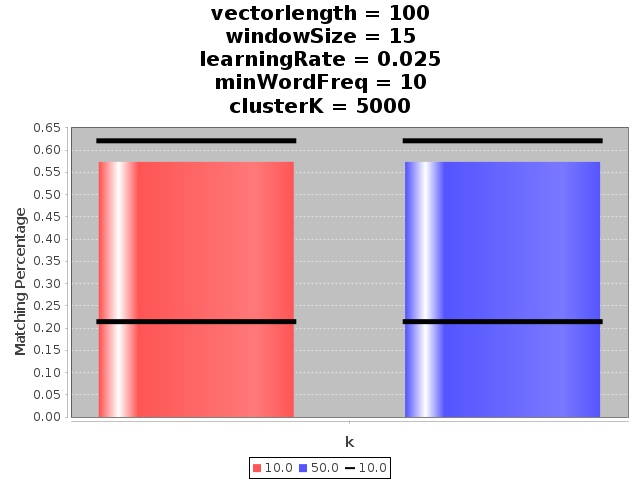 vectorlength = 100
windowSize = 15
learningRate = 0.025
minWordFreq = 10
clusterK = 5000
Matching Percentage
0.65
0.60
0.55
0.50
0.45
0.40
0.35
0.30
0.25
0.20
0.15
0.10
0.05
0.00
k
10.0 50.0 10.0